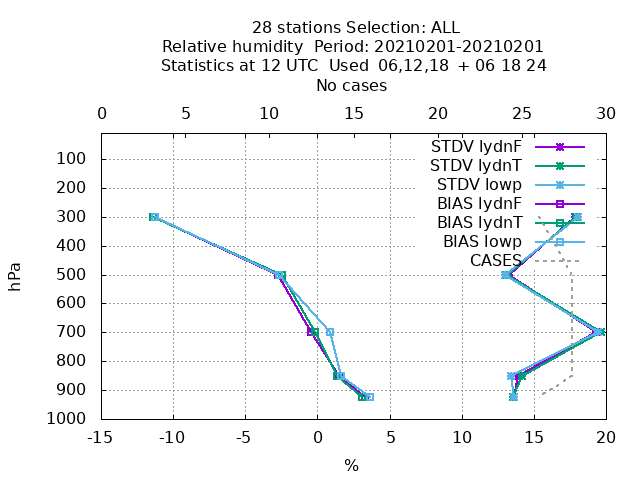 28 stations Selection: ALL
Relative humidity  Period: 20210201-20210201
Statistics at 12 UTC  Used  06,12,18  + 06 18 24
No cases
0 5 10 15 20 25 30
STDV lydnF
STDV lydnT
STDV lowp
BIAS lydnF
BIAS lydnT
BIAS lowp
CASES
100
200
300
400
500
600
700
800
900
1000
hPa
-15 -10 -5 0 5 10 15 20
%